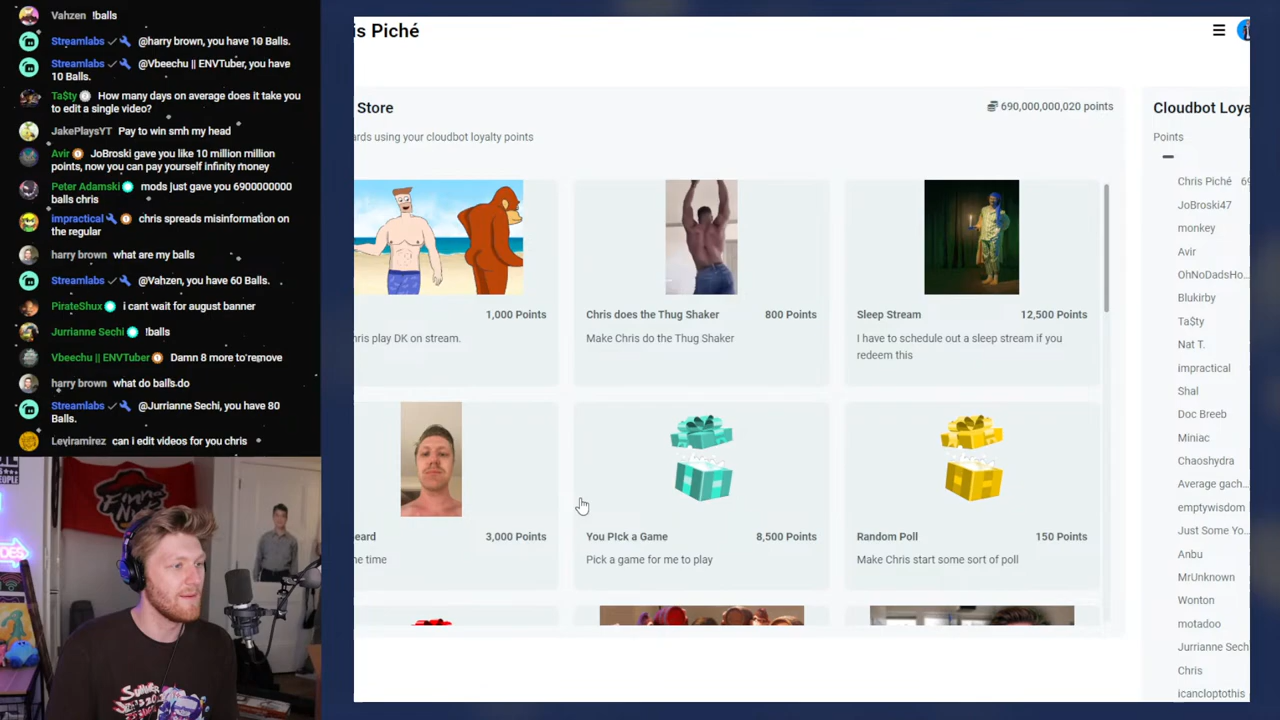 Vahzen !balls
Streamlabs @harry brown, you have 10 Balls.
Streamlabs @Vbeechu || ENVTuber, you have
10 Balls.
Ta$ty How many days on average does it take you
to edit a single video?
JakePlaysYT Pay to win smh my head
Avir JoBroski gave you like 10 million million
points, now you can pay yourself infinity money
Peter Adamski mods just gave you 6900000000
balls chris
impractical chris spreads misinformation on
the regular
harry brown what are my balls
Streamlabs @Vahzen, you have 60 Balls.
PirateShux i cant wait for august banner
Jurrianne Sechi !balls
Vbeechu || ENVTuber Damn 8 more to remove
harry brown what do balls do
Streamlabs @Jurrianne Sechi, you have 80
Balls.
Leviramirez can i edit videos for you chris
PEOPLE
is Piché
Store
690,000,000,020 points
ards using your cloudbot loyalty points
1,000 Points
hris play DK on stream.
Chris does the Thug Shaker 800 Points
Make Chris do the Thug Shaker
Sleep Stream 12,500 Points
I have to schedule out a sleep stream if you
redeem this
eard 3,000 Points
ne time
You PIck a Game 8,500 Points
Pick a game for me to play
Random Poll 150 Points
Make Chris start some sort of poll
Cloudbot Loya
Points
Chris Piché 69
JoBroski47
monkey
Avir
OhNoDadsHo...
Blukirby
Ta$ty
Nat T.
impractical
Shal
Doc Breeb
Miniac
Chaoshydra
Average gach...
emptywisdom
Just Some Yo...
Anbu
MrUnknown
Wonton
motadoo
Jurrianne Sech
Chris
icancloptothis